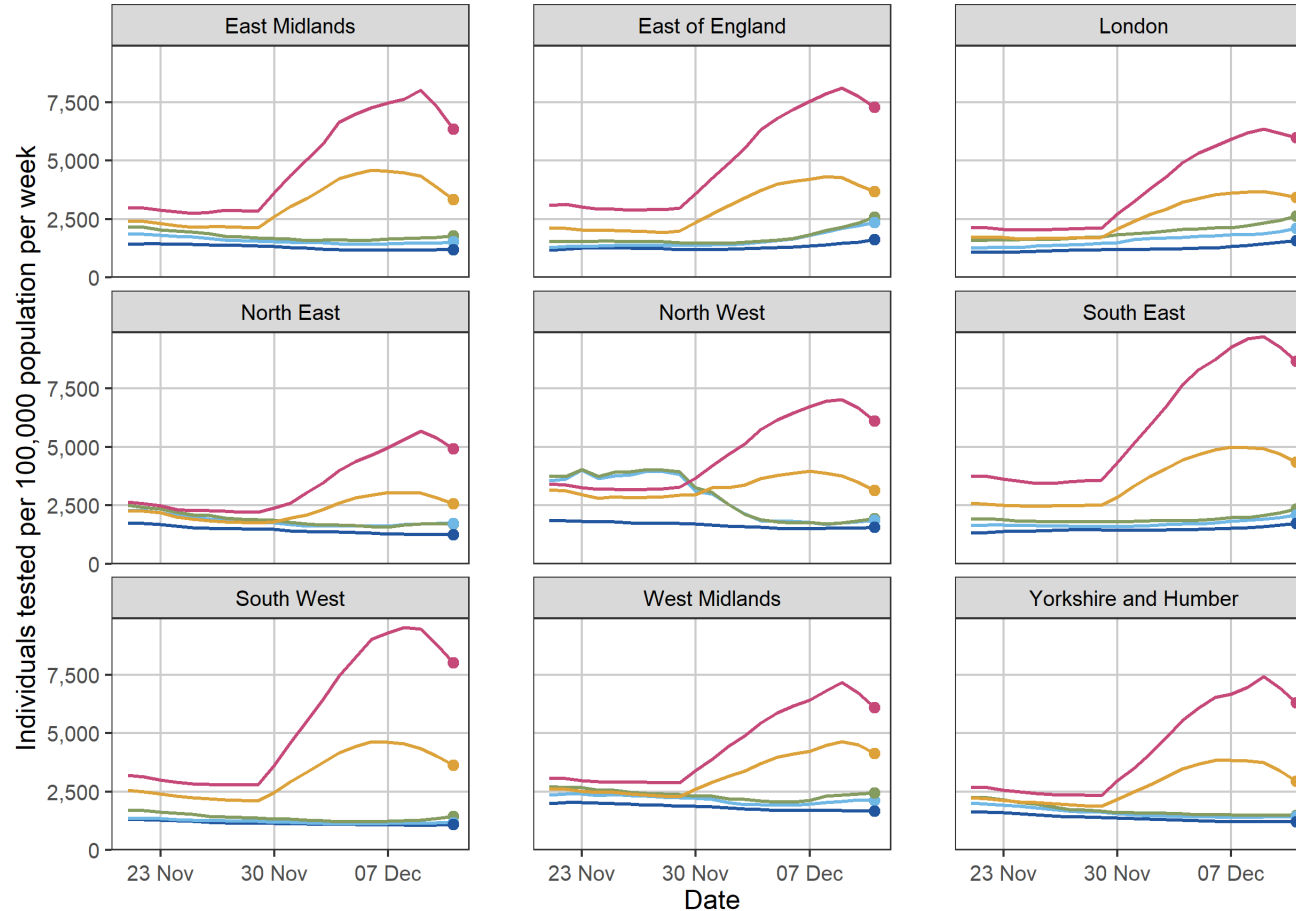 East Midlands
East of England
London
7,500
5,000
2,500
0
North East
North West
South East
7,500
5,000
2,500
0
South West
West Midlands
Yorkshire and Humber
7,500
5,000
2,500
0
23 Nov
30 Nov
07 Dec
23 Nov
30 Nov
07 Dec
23 Nov
30 Nov
07 Dec
Date
Individuals tested per 100,000 population per week